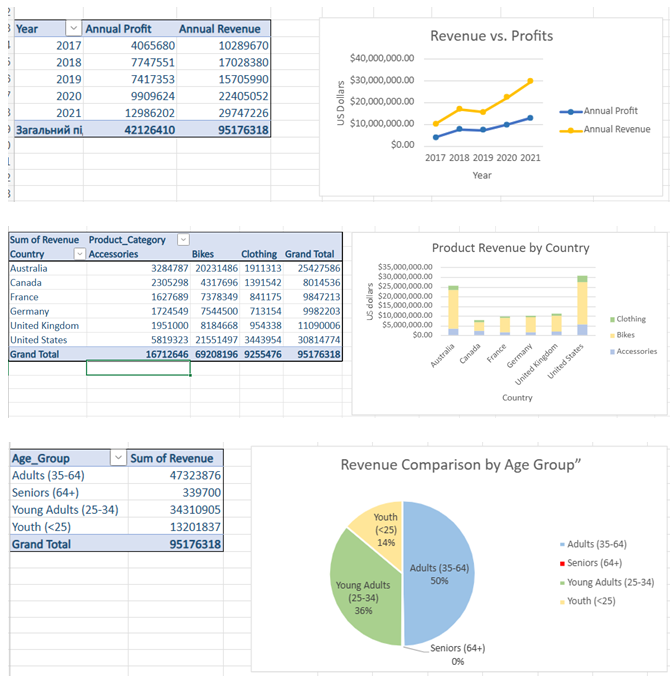 Year Annual Profit Annual Revenue
2017 4065680 10289670
2018 7747551 17028380
2019 7417353 15705990
2020 9909624 22405052
2021 12986202 29747226
Загальний пі 42126410 95176318
Revenue vs. Profits
US Dollars
$40,000,000.00
$30,000,000.00
$20,000,000.00
$10,000,000.00
$0.00
2017 2018 2019 2020 2021
Year
Annual Profit
Annual Revenue
Sum of Revenue Product_Category
Country Accessories Bikes Clothing Grand Total
Australia 3284787 20231486 1911313 25427586
Canada 2305298 4317696 1391542 8014536
France 1627689 7378349 841175 9847213
Germany 1724549 7544500 713154 9982203
United Kingdom 1951000 8184668 954338 11090006
United States 5819323 21551497 3443954 30814774
Grand Total 16712646 69208196 9255476 95176318
Product Revenue by Country
US dollars
$35,000,000.00
$30,000,000.00
$25,000,000.00
$20,000,000.00
$15,000,000.00
$10,000,000.00
$5,000,000.00
$0.00
Australia
Canada
France
Germany
United Kingdom
United States
Country
Clothing
Bikes
Accessories
Age_Group Sum of Revenue
Adults (35-64) 47323876
Seniors (64+) 339700
Young Adults (25-34) 34310905
Youth (<25) 13201837
Grand Total 95176318
Revenue Comparison by Age Group”
Youth
(<25)
14%
Adults (35-64)
50%
Young Adults
(25-34)
36%
Seniors (64+)
0%
Adults (35-64)
Seniors (64+)
Young Adults (25-34)
Youth (<25)